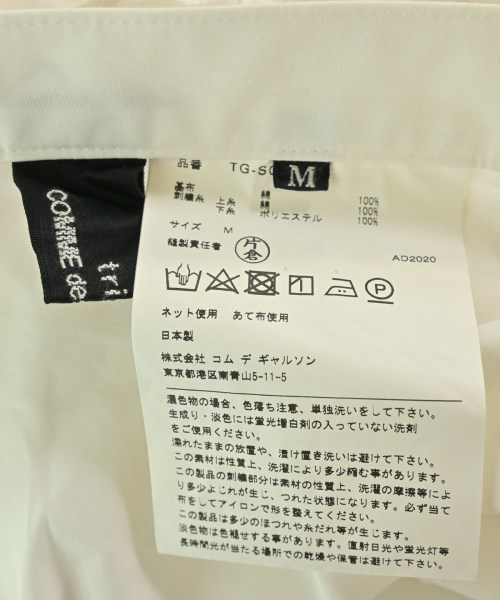 COMME des
tri
M
品番 TG-S0
基布 綿 100%
刺繍糸 上糸 綿 100%
下糸 ポリエステル 100%
サイズ M
縫製責任者 片倉
AD2020
P
ネット使用 あて布使用
日本製
株式会社 コム デ ギャルソン
東京都港区南青山5-11-5
濃色物の場合、色落ち注意、単独洗いをして下さい。
生成り・淡色には蛍光増白剤の入っていない洗剤
をご使用ください。
濡れたままの放置や、漬け置き洗いは避けて下さい。
この素材は性質上、洗濯により多少縮む事があります。
この製品の刺繍部分は素材の性質上、洗濯の摩擦等によ
り多少よじれが生じ、つれた状態になります。必ず当て
布をしてアイロンで形を整えてください。
この製品は多少のほつれや糸だれ等が生じます。
淡色物は色褪せする事があります。直射日光や蛍光灯等
長時間光が当たる場所での乾燥や保管は避けて下さい。